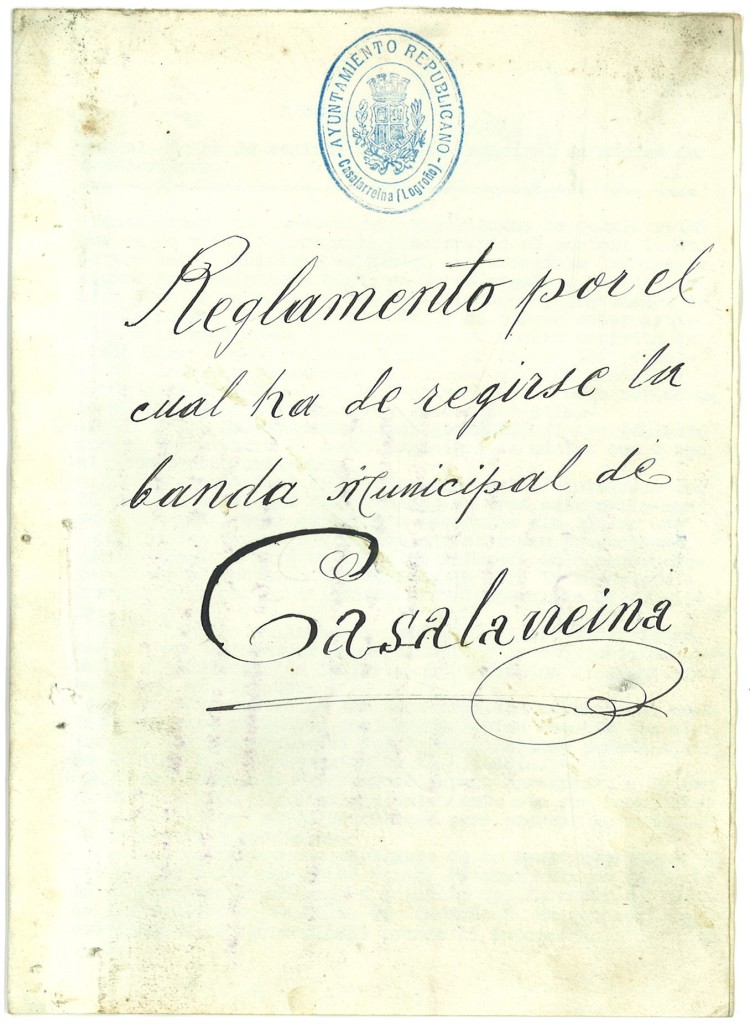 AYUNTAMIENTO REPUBLICANO
- Casalarreina (Logroño) -
Reglamento por el
cual ha de regirse la
banda Municipal de
Casalarreina